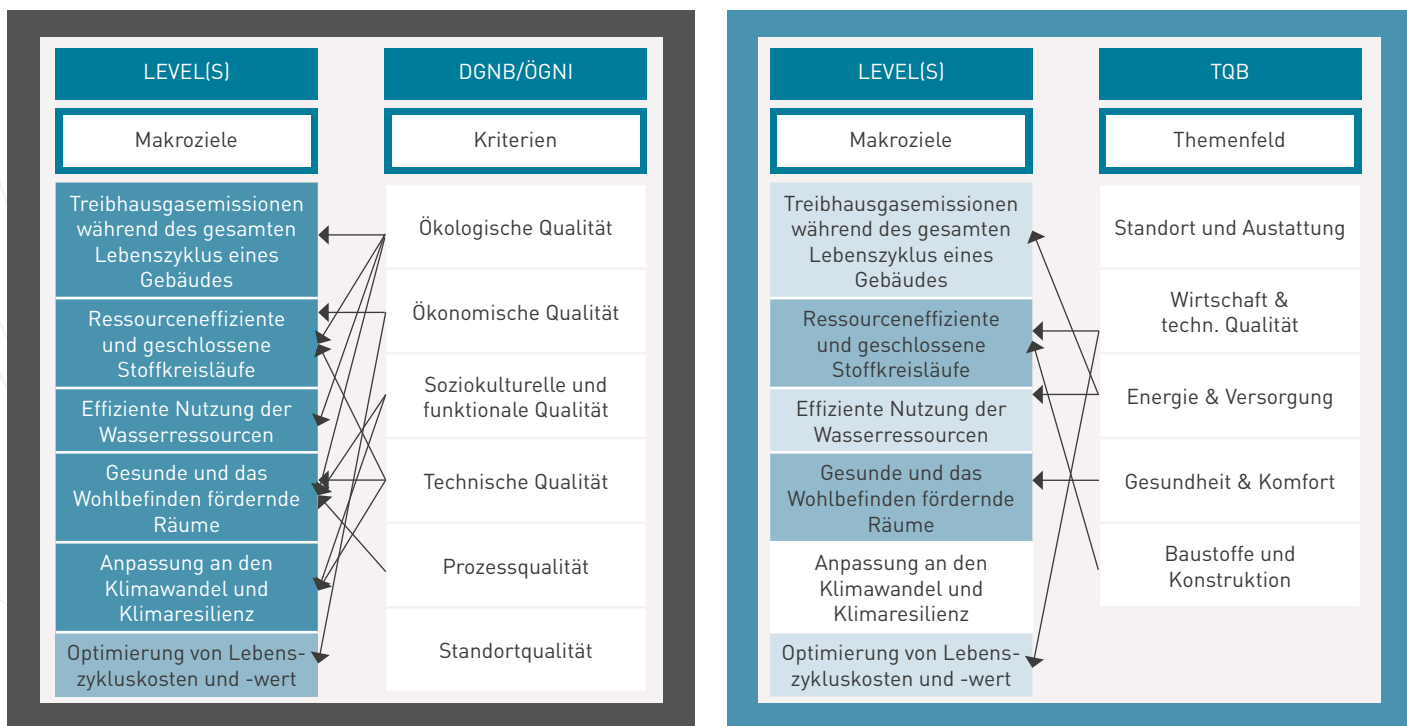 LEVEL(S)
DGNB/ÖGNI
Makroziele
Kriterien
Treibhausgasemissionen
während des gesamten
Lebenszyklus eines
Gebäudes
Ressourceneffiziente
und geschlossene
Stoffkreisläufe
Effiziente Nutzung der
Wasserressourcen
Gesunde und das
Wohlbefinden fördernde
Räume
Anpassung an den
Klimawandel und
Klimaresilienz
Optimierung von Lebens-
zykluskosten und -wert
Ökologische Qualität
Ökonomische Qualität
Soziokulturelle und
funktionale Qualität
Technische Qualität
Prozessqualität
Standortqualität
LEVEL(S)
TQB
Makroziele
Themenfeld
Treibhausgasemissionen
während des gesamten
Lebenszyklus eines
Gebäudes
Ressourceneffiziente
und geschlossene
Stoffkreisläufe
Effiziente Nutzung der
Wasserressourcen
Gesunde und das
Wohlbefinden fördernde
Räume
Anpassung an den
Klimawandel und
Klimaresilienz
Optimierung von Lebens-
zykluskosten und -wert
Standort und Austattung
Wirtschaft &
techn. Qualität
Energie & Versorgung
Gesundheit & Komfort
Baustoffe und
Konstruktion